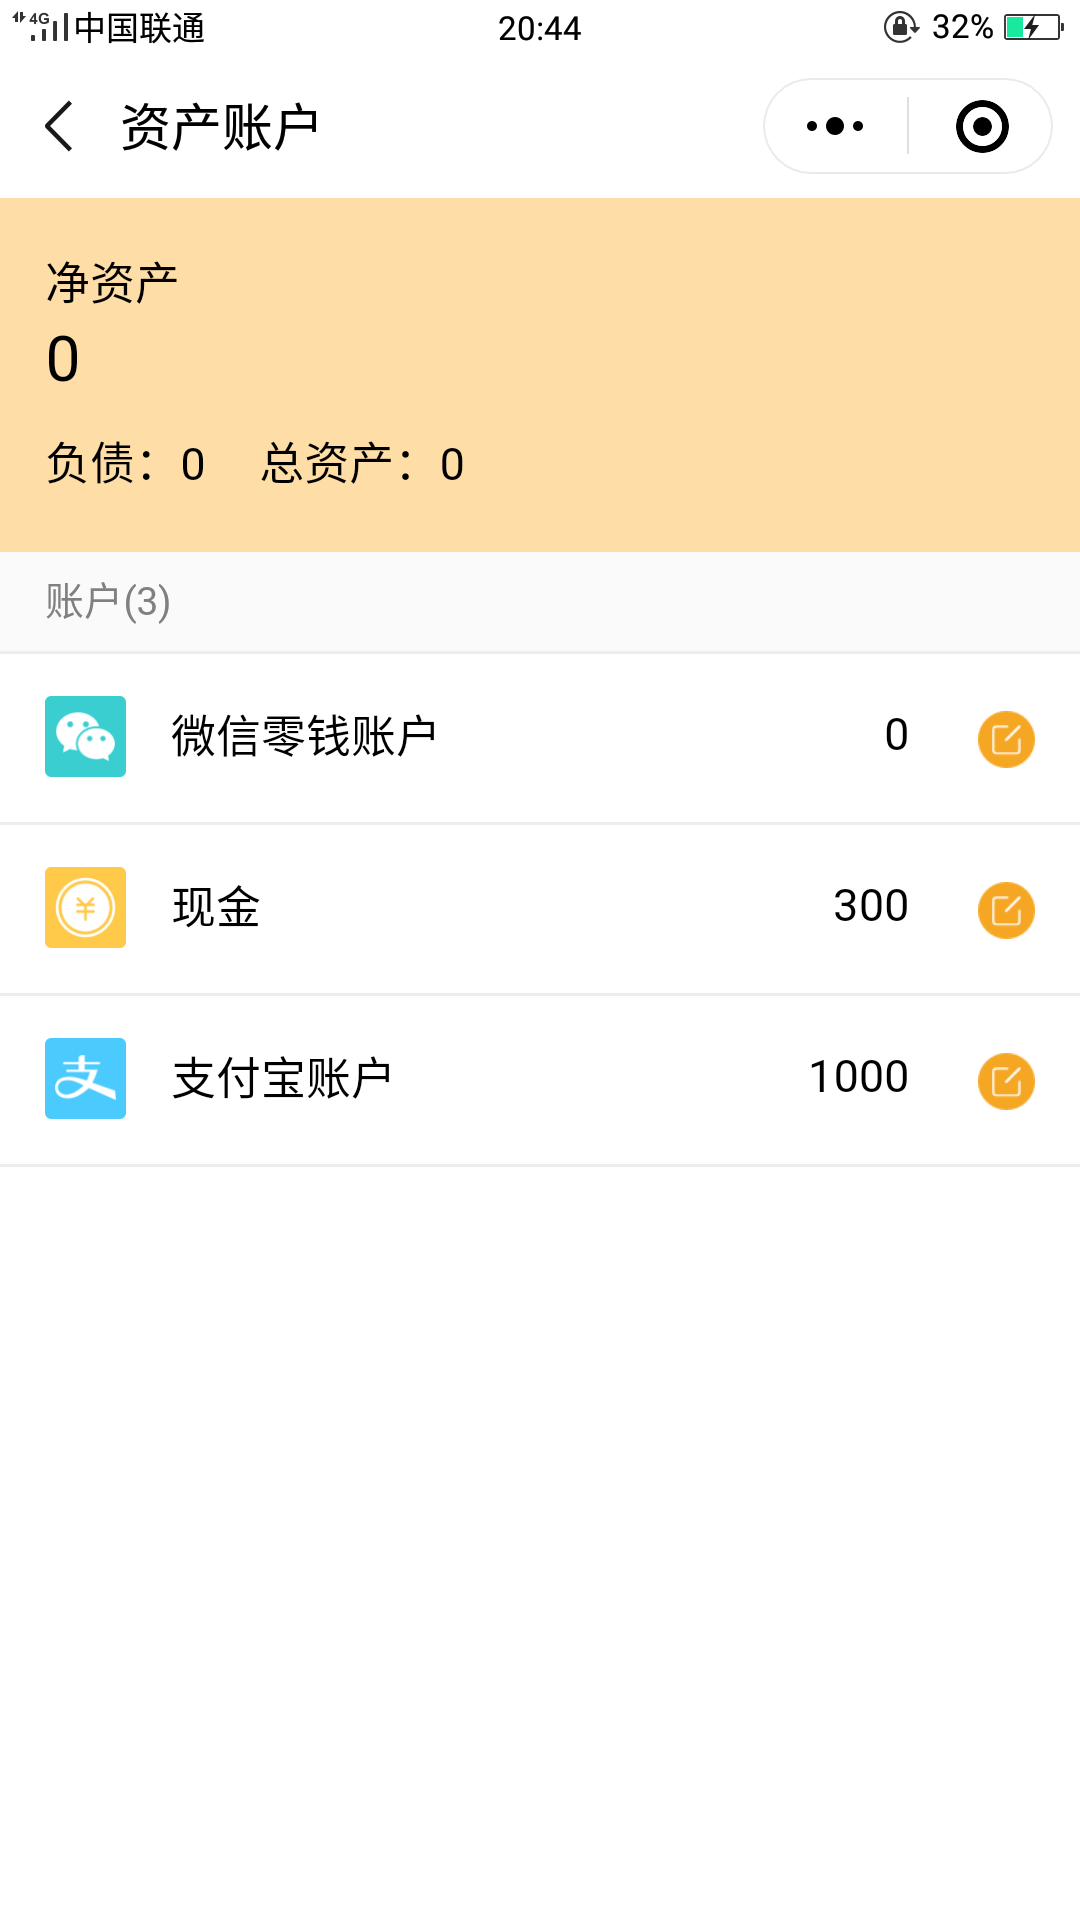 4G 中国联通 20:44 32%
资产账户
净资产
0
负债：0 总资产：0
账户(3)
微信零钱账户 0
现金 300
支付宝账户 1000